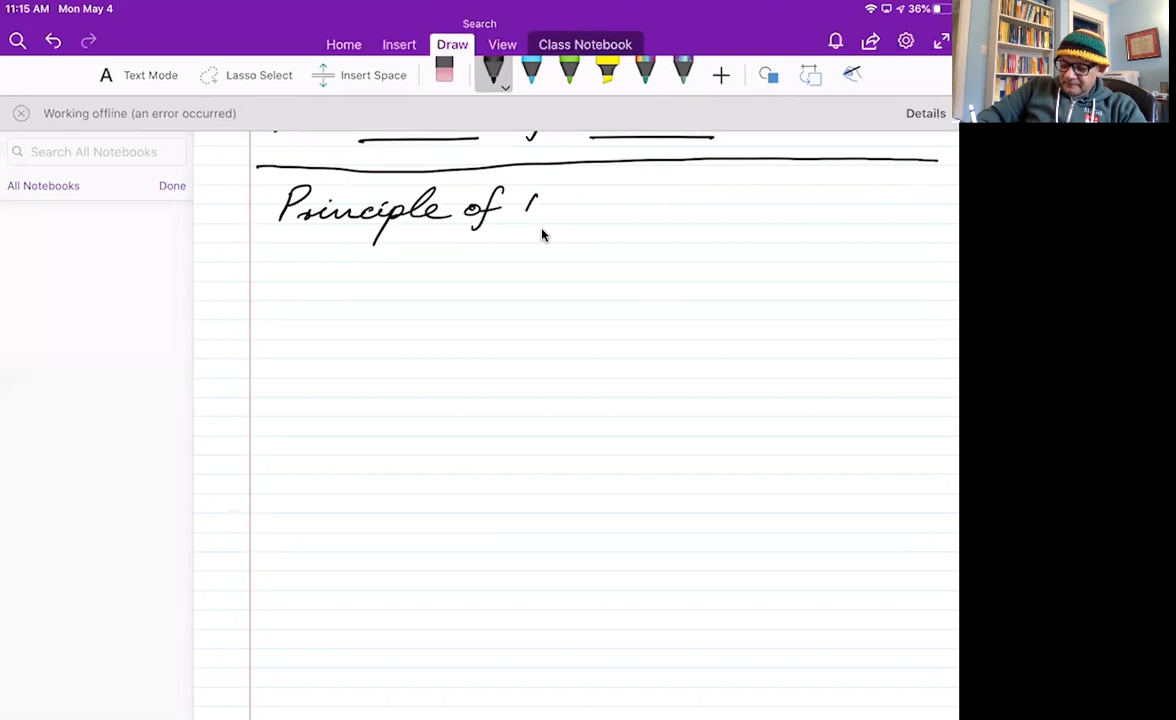 11:15 AM Mon May 4
36%
Search
Home Insert Draw View Class Notebook
A Text Mode Lasso Select Insert Space
Working offline (an error occurred) Details
Search All Notebooks
All Notebooks Done
Principle of